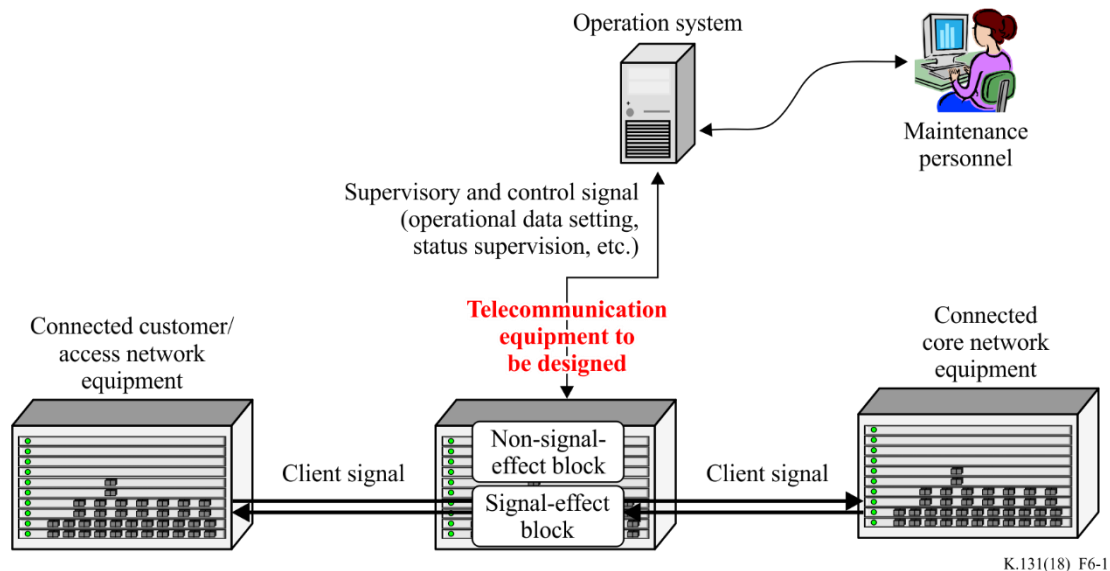 Operation system
Maintenance
personnel
Supervisory and control signal
(operational data setting,
status supervision, etc.)
Telecommunication
equipment to
be designed
Connected customer/
access network
equipment
Connected
core network
equipment
Non-signal-
effect block
Client signal
Client signal
Signal-effect
block
K.131(18)_F6-1